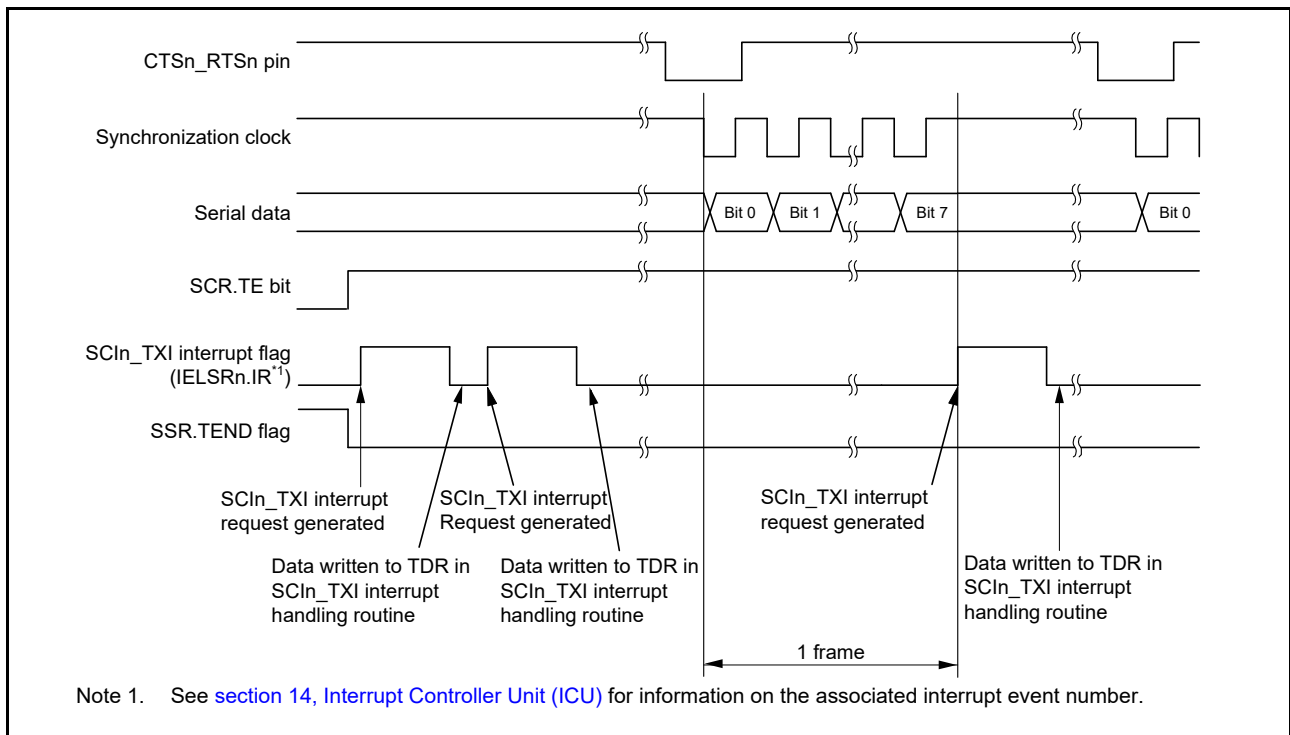 CTSn_RTSn pin
Synchronization clock
Serial data
Bit 0
Bit 1
Bit 7
Bit 0
SCR.TE bit
SCIn_TXI interrupt flag
(IELSRn.IR*1)
SSR.TEND flag
SCIn_TXI interrupt
request generated
SCIn_TXI interrupt
Request generated
SCIn_TXI interrupt
request generated
Data written to TDR in
SCIn_TXI interrupt
handling routine
Data written to TDR in
SCIn_TXI interrupt
handling routine
Data written to TDR in
SCIn_TXI interrupt
handling routine
1 frame
Note 1. See section 14, Interrupt Controller Unit (ICU) for information on the associated interrupt event number.